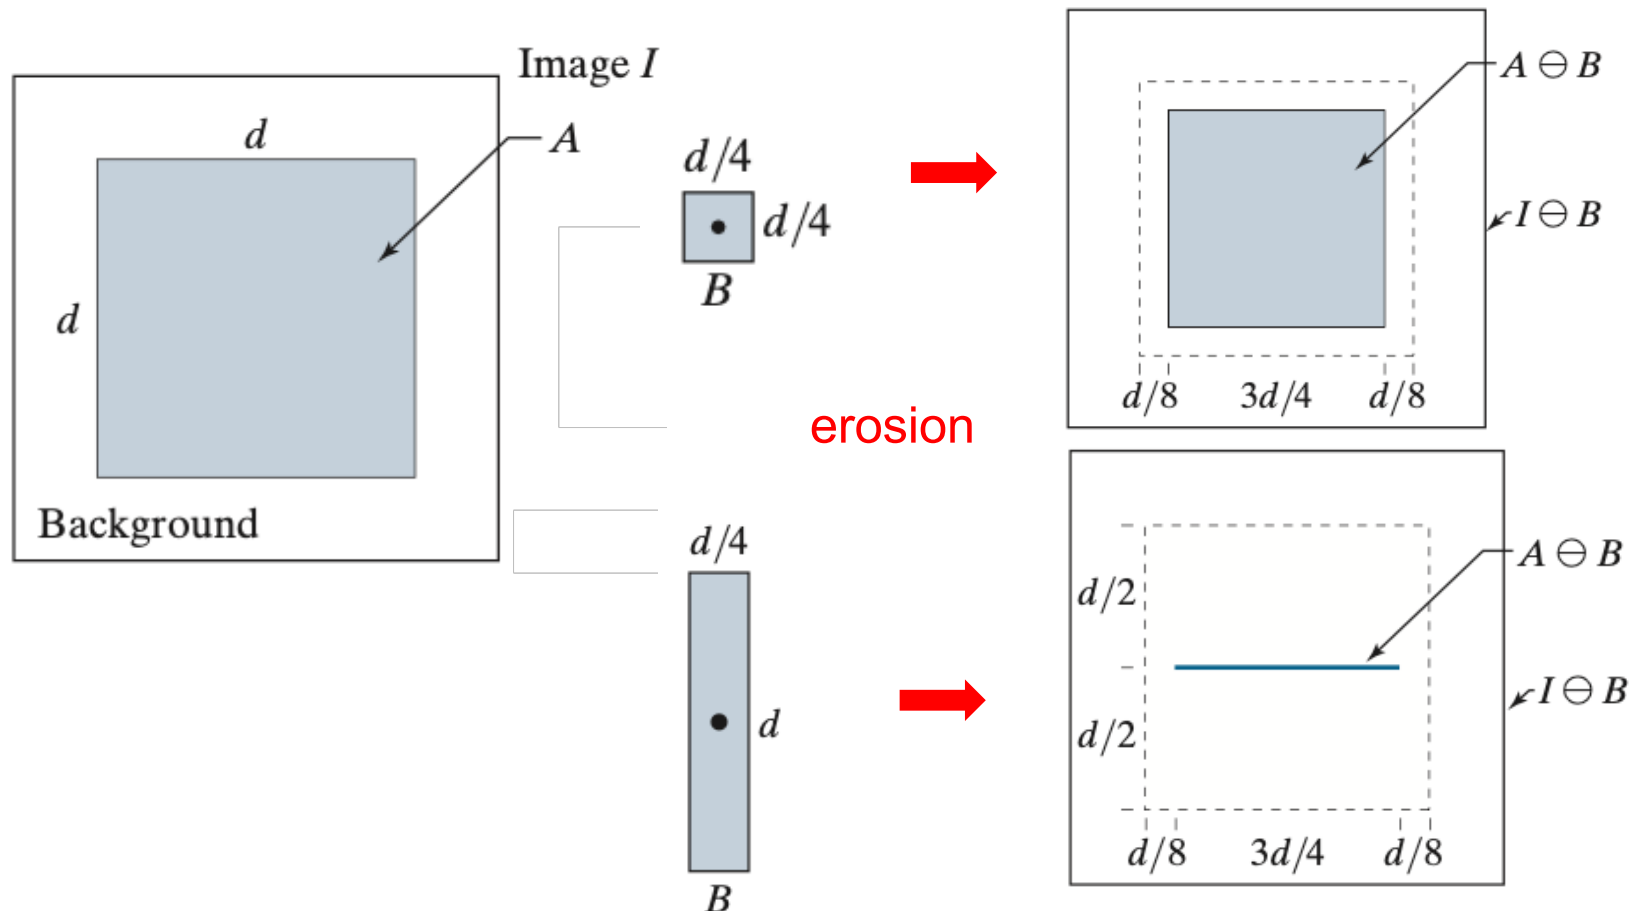 Image I
d
A
d
Background
d/4
d/4
B
erosion
d/4
d
B
A ⊖ B
I ⊖ B
d/8 3d/4 d/8
A ⊖ B
d/2
I ⊖ B
d/2
d/8 3d/4 d/8